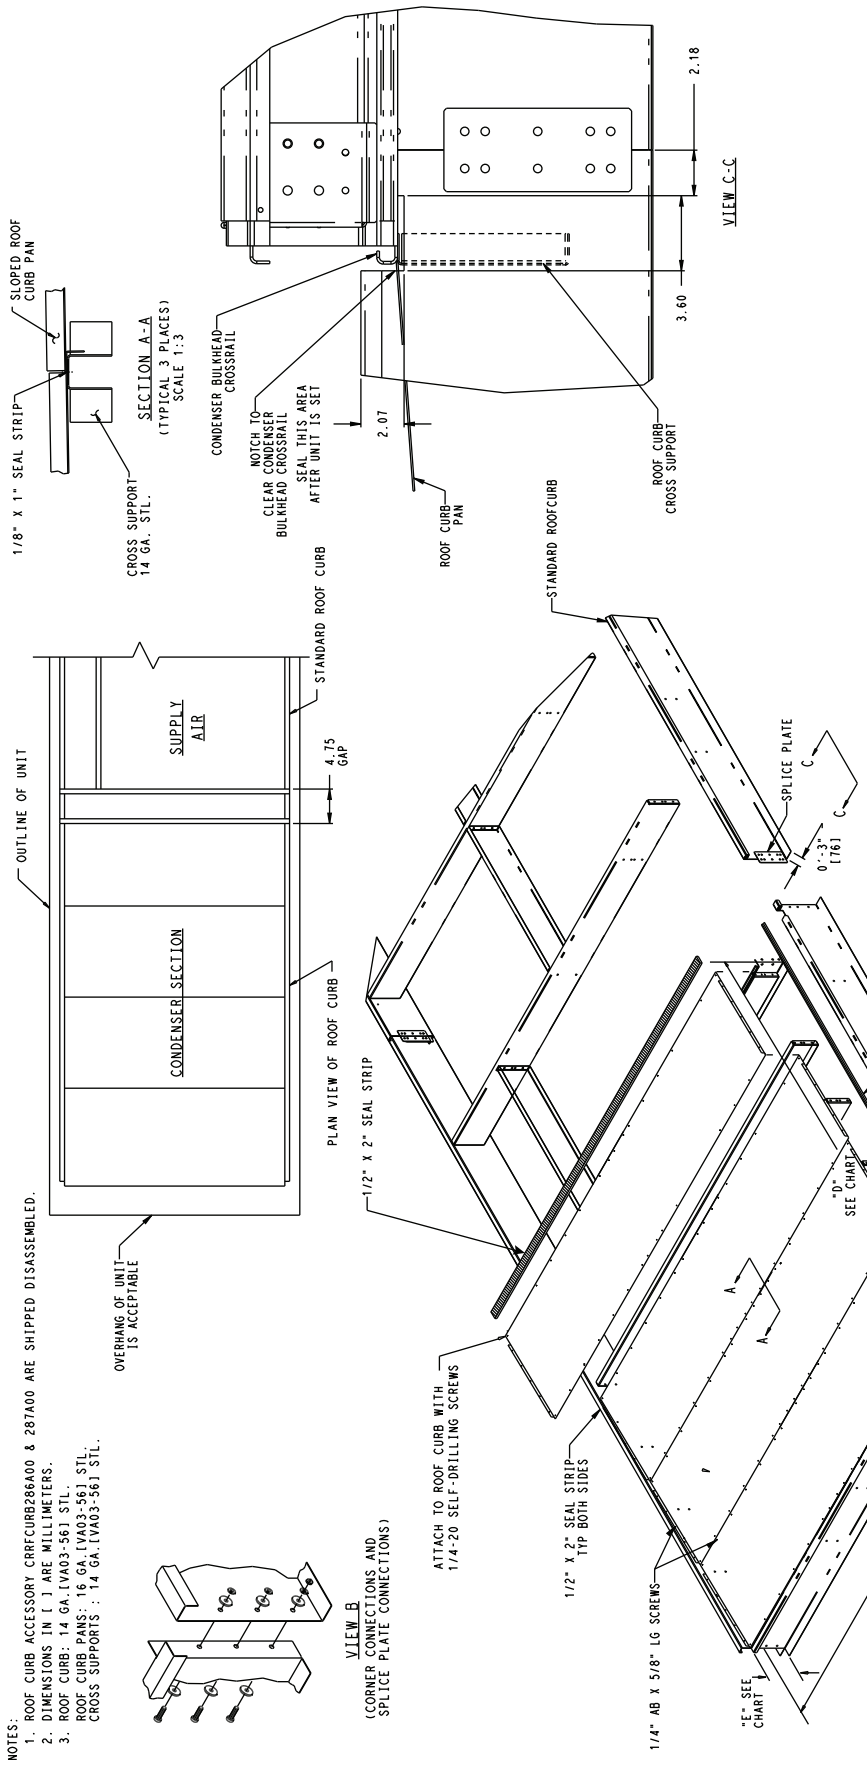 NOTES:
1. ROOF CURB ACCESSORY CRRFCURB286A00 & 287A00 ARE SHIPPED DISASSEMBLED.
2. DIMENSIONS IN [ ] ARE MILLIMETERS.
3. ROOF CURB: 14 GA.[VA03-56] STL.
ROOF CURB PANS: 16 GA.[VA03-56] STL.
CROSS SUPPORTS : 14 GA.[VA03-56] STL.
OVERHANG OF UNIT
IS ACCEPTABLE
OUTLINE OF UNIT
CONDENSER SECTION
SUPPLY
AIR
4.75
GAP
STANDARD ROOF CURB
PLAN VIEW OF ROOF CURB
1/8" X 1" SEAL STRIP
SLOPED ROOF
CURB PAN
CROSS SUPPORT
14 GA. STL.
SECTION A-A
(TYPICAL 3 PLACES)
SCALE 1:3
CONDENSER BULKHEAD
CROSSRAIL
NOTCH TO
CLEAR CONDENSER
BULKHEAD CROSSRAIL
SEAL THIS AREA
AFTER UNIT IS SET
2.07
ROOF CURB
PAN
ROOF CURB
CROSS SUPPORT
3.60
2.18
VIEW C-C
VIEW B
(CORNER CONNECTIONS AND
SPLICE PLATE CONNECTIONS)
1/2" X 2" SEAL STRIP
ATTACH TO ROOF CURB WITH
1/4-20 SELF-DRILLING SCREWS
1/2" X 2" SEAL STRIP
TYP BOTH SIDES
1/4" AB X 5/8" LG SCREWS
"E" SEE
CHART
A
A
"D"
SEE CHART
STANDARD ROOFCURB
SPLICE PLATE
C
C
0'-3"
[76]